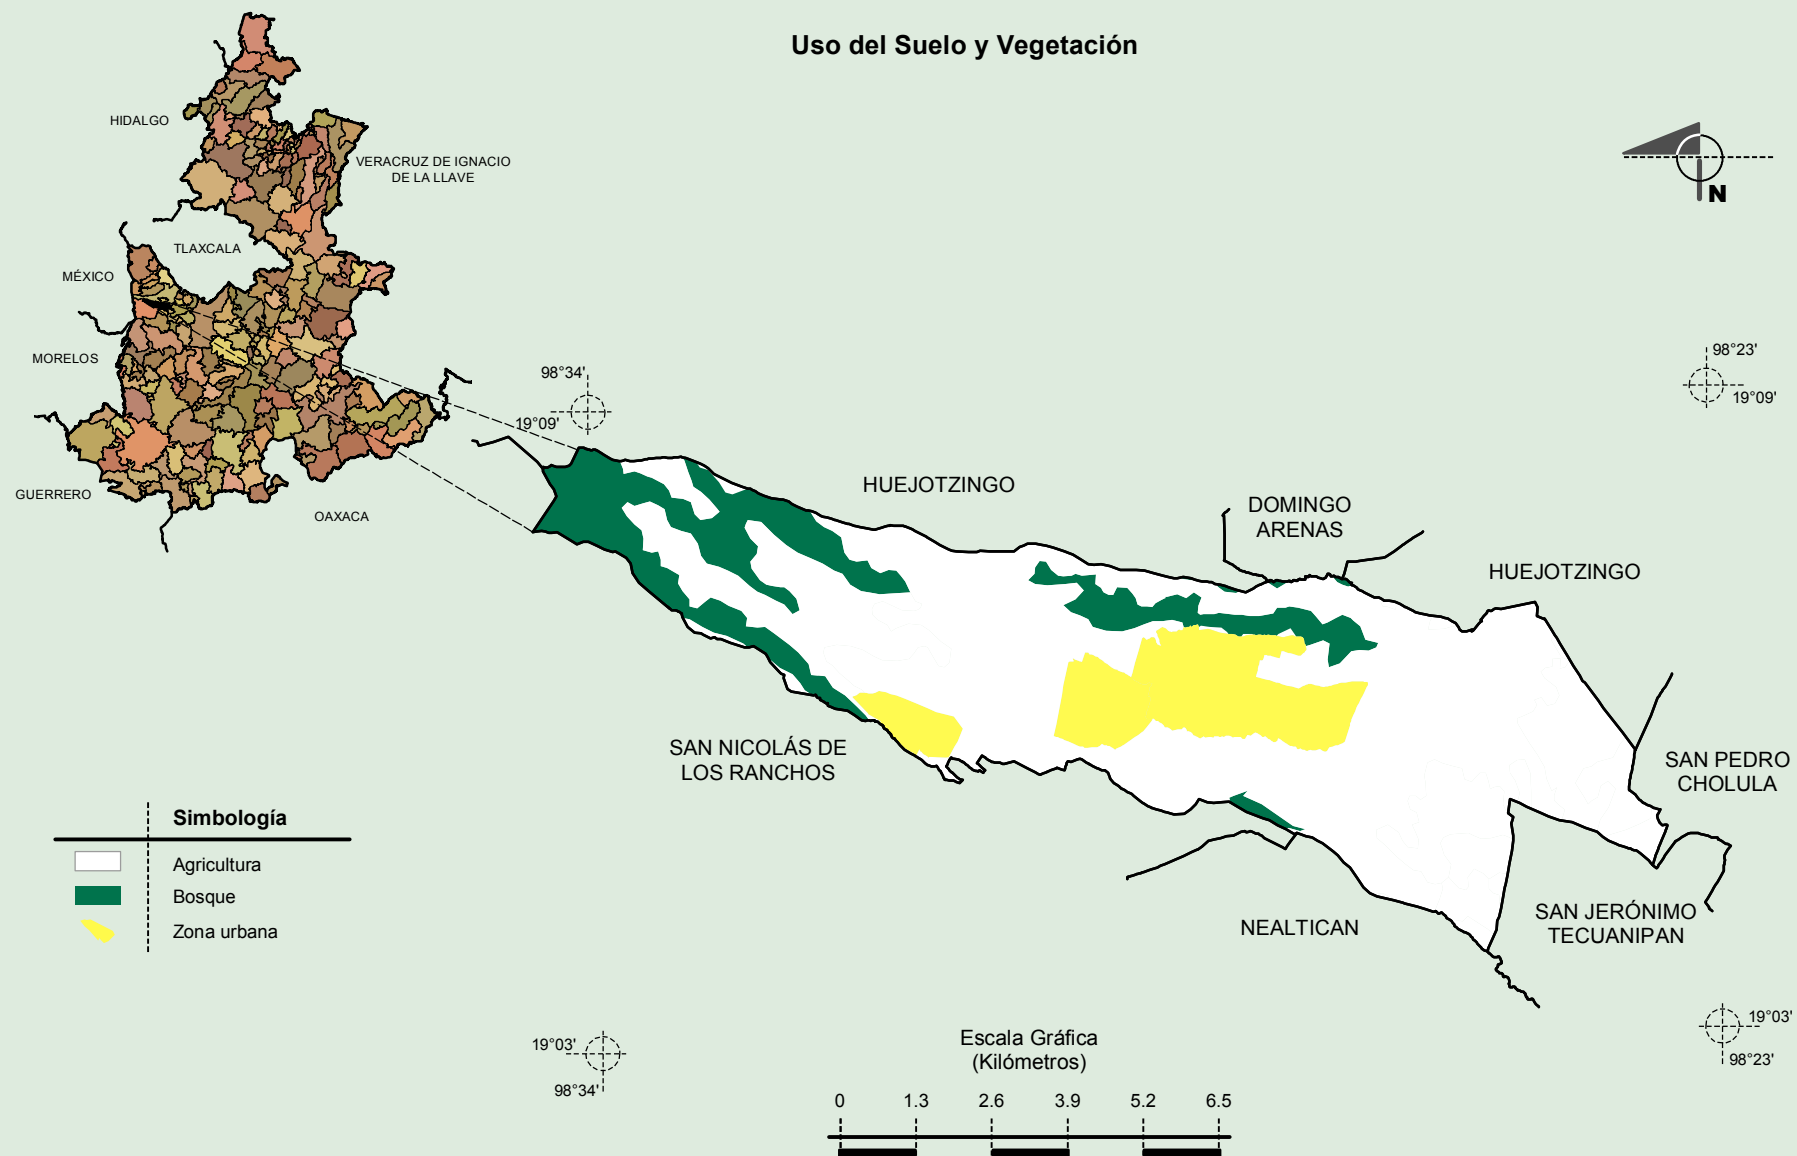 Uso del Suelo y Vegetación
HIDALGO
VERACRUZ DE IGNACIO
DE LA LLAVE
TLAXCALA
MÉXICO
MORELOS
GUERRERO
OAXACA
N
98°34'
19°09'
98°23'
19°09'
HUEJOTZINGO
DOMINGO
ARENAS
HUEJOTZINGO
SAN NICOLÁS DE
LOS RANCHOS
SAN PEDRO
CHOLULA
NEALTICAN
SAN JERÓNIMO
TECUANIPAN
Simbología
Agricultura
Bosque
Zona urbana
19°03'
98°34'
19°03'
98°23'
Escala Gráfica
(Kilómetros)
0 1.3 2.6 3.9 5.2 6.5